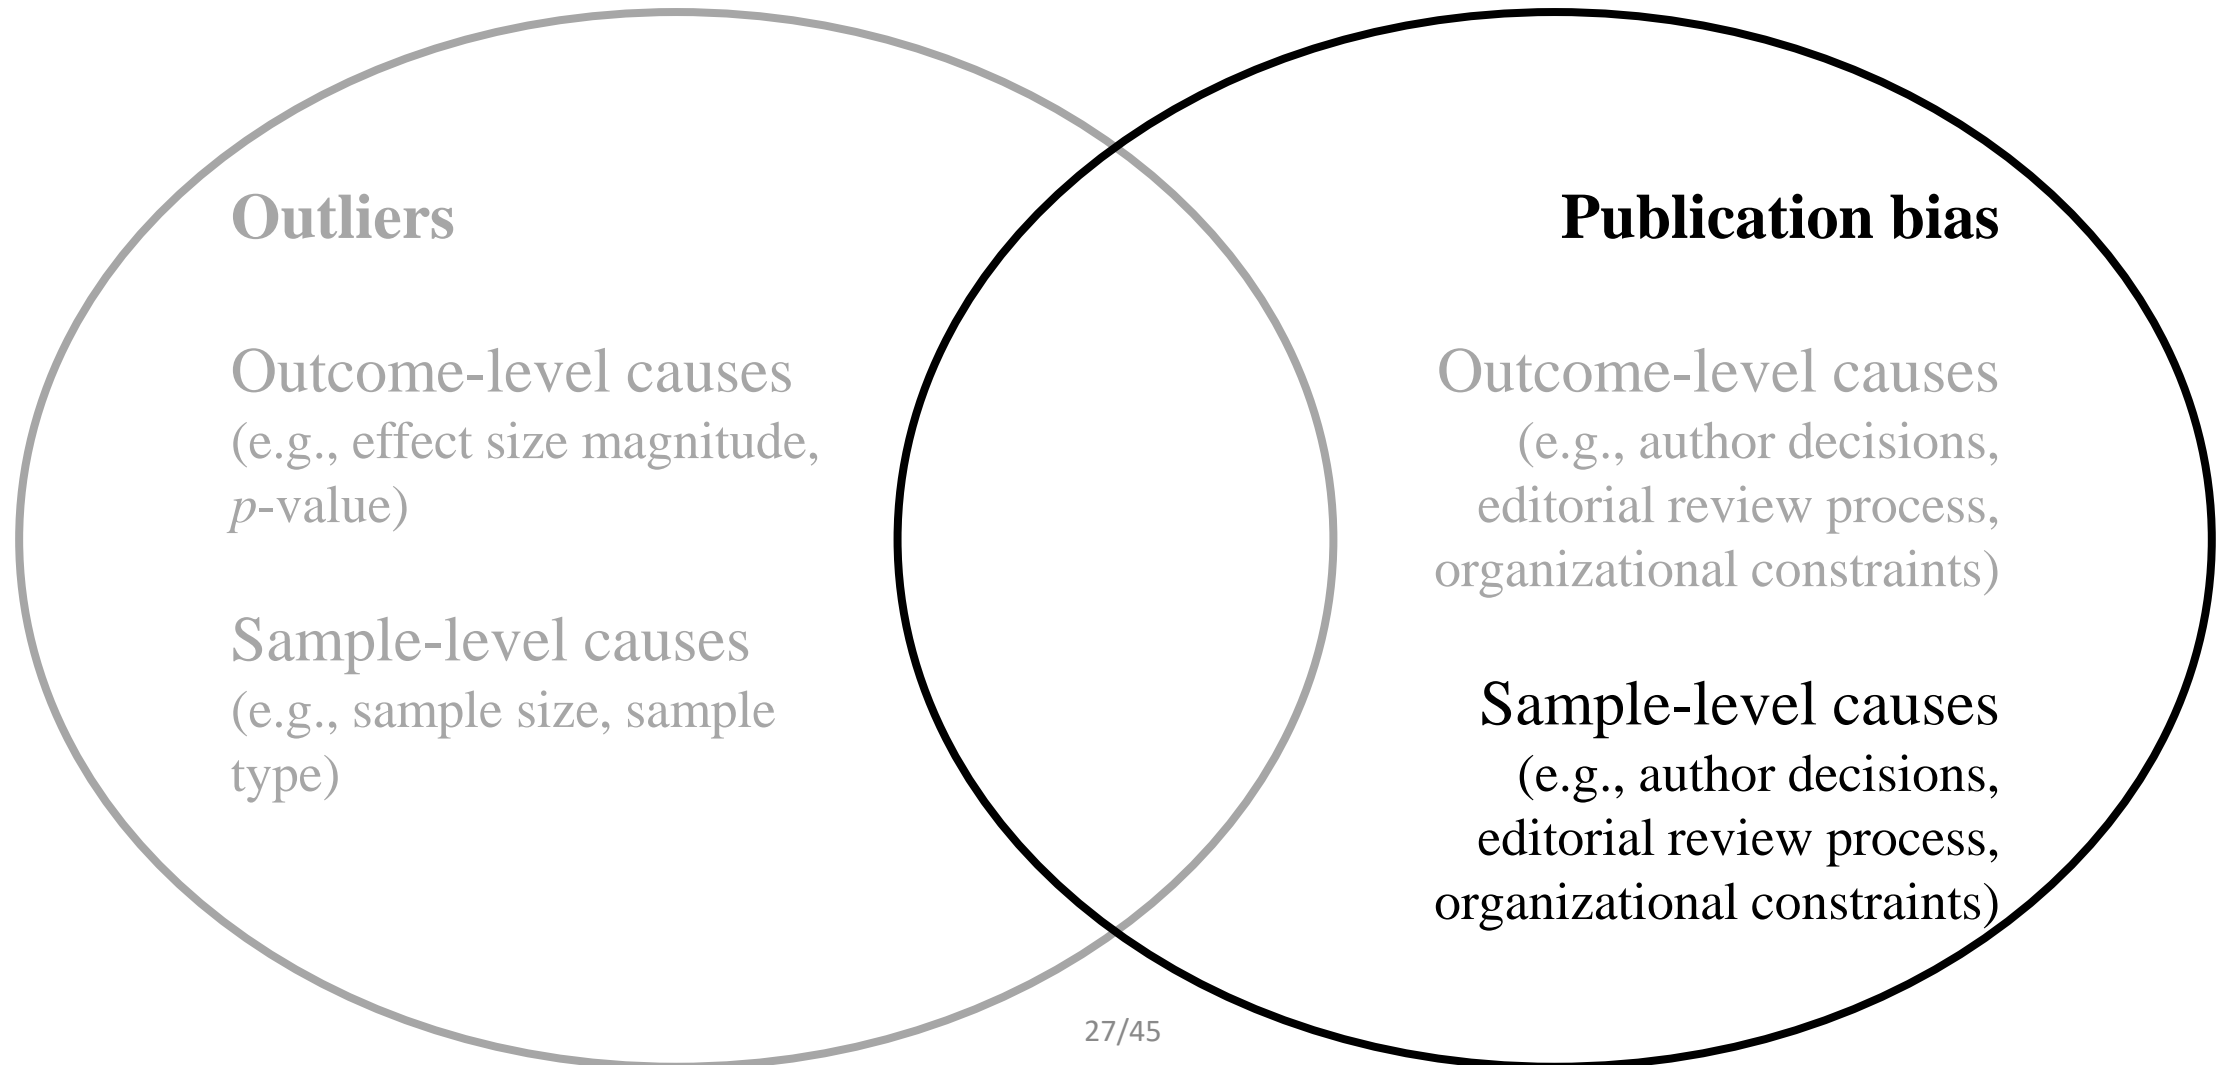 Outliers
Outcome-level causes
(e.g., effect size magnitude,
p-value)
Sample-level causes
(e.g., sample size, sample
type)
Publication bias
Outcome-level causes
(e.g., author decisions,
editorial review process,
organizational constraints)
Sample-level causes
(e.g., author decisions,
editorial review process,
organizational constraints)
27/45